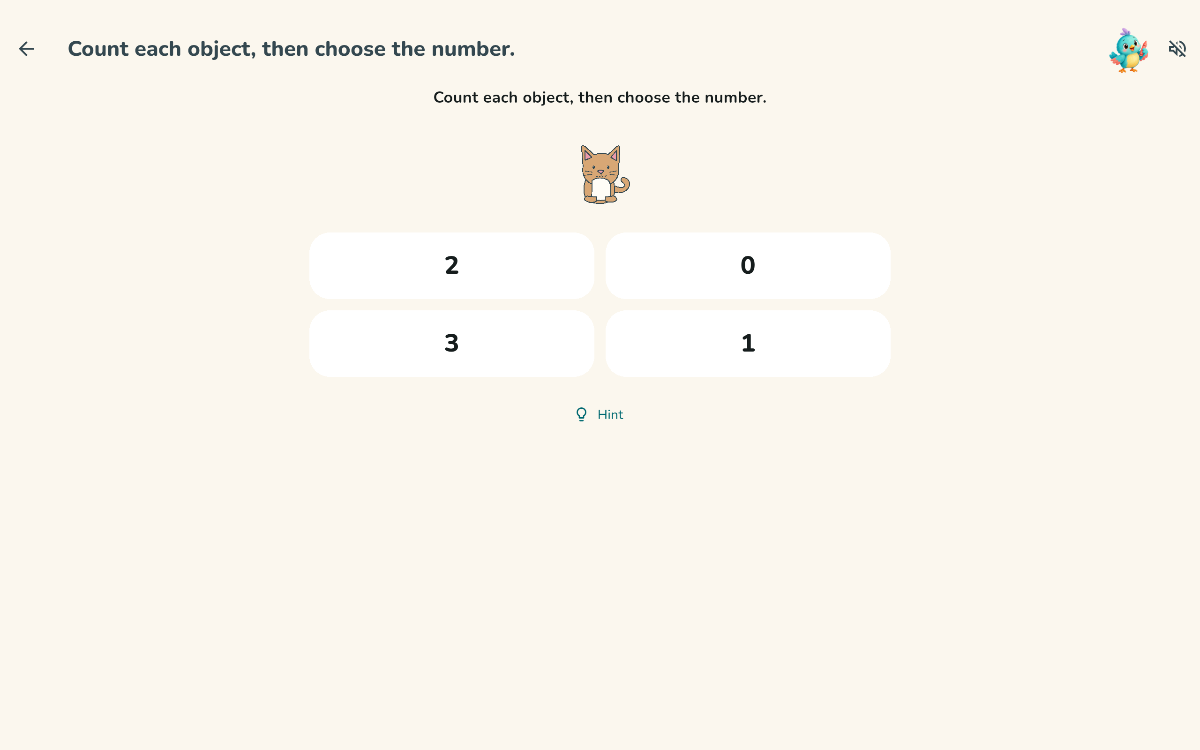 Count each object, then choose the number.
Count each object, then choose the number.
2
0
3
1
Hint